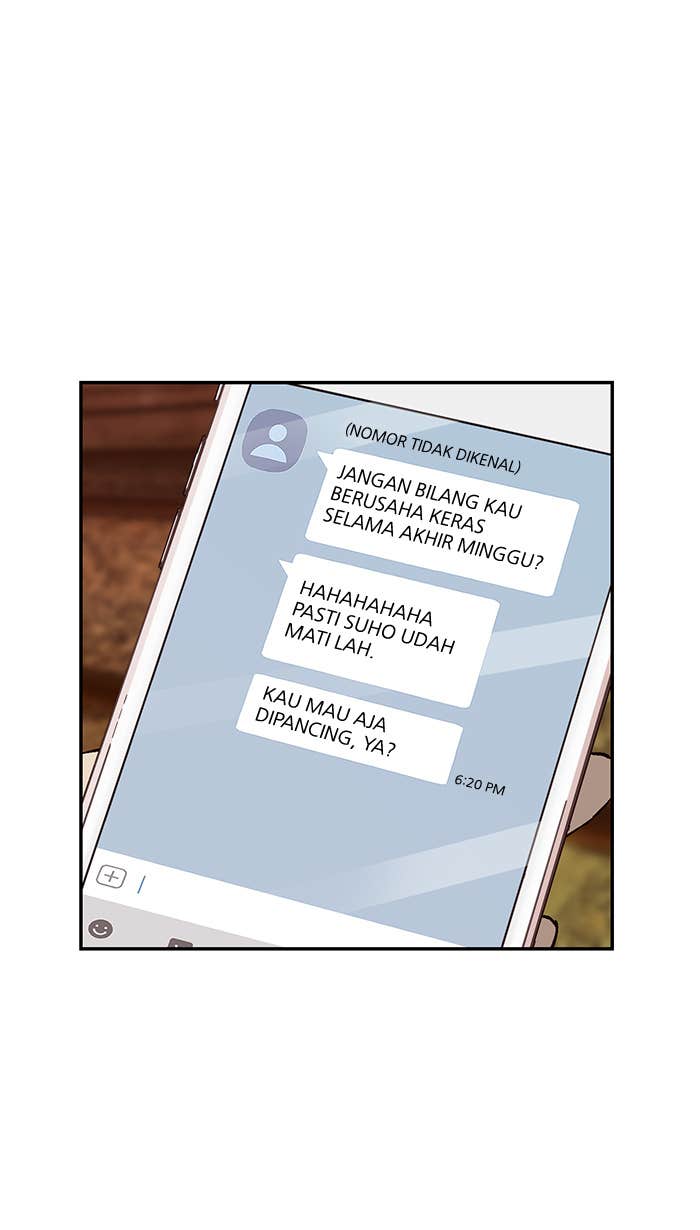 (NOMOR TIDAK DIKENAL)
JANGAN BILANG KAU
BERUSAHA KERAS
SELAMA AKHIR MINGGU?
HAHAHAHAHA
PASTI SUHO UDAH
MATI LAH.
KAU MAU AJA
DIPANCING, YA?
6:20 PM